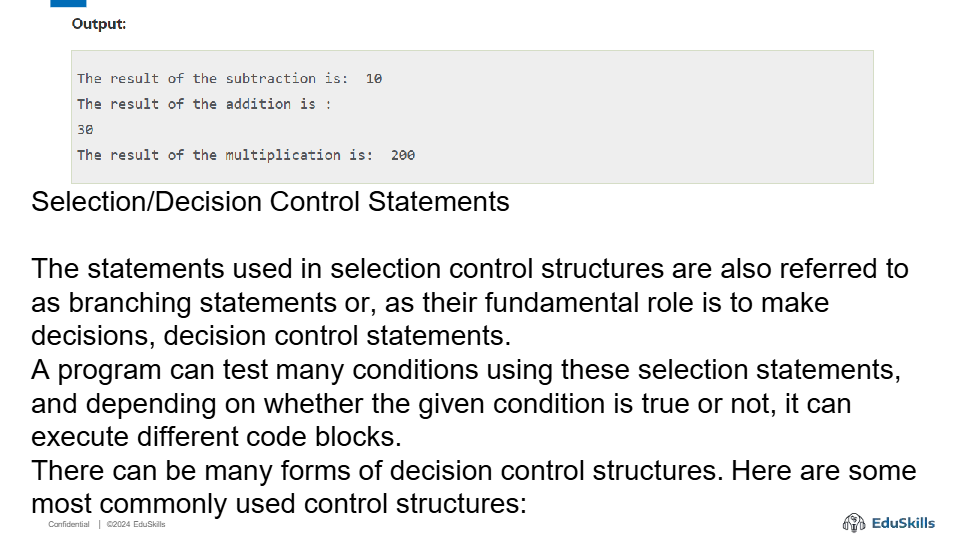 Output:
The result of the subtraction is:  10
The result of the addition is :
30
The result of the multiplication is:  200
Selection/Decision Control Statements
The statements used in selection control structures are also referred to
as branching statements or, as their fundamental role is to make
decisions, decision control statements.
A program can test many conditions using these selection statements,
and depending on whether the given condition is true or not, it can
execute different code blocks.
There can be many forms of decision control structures. Here are some
most commonly used control structures:
Confidential | ©2024 EduSkills
EduSkills